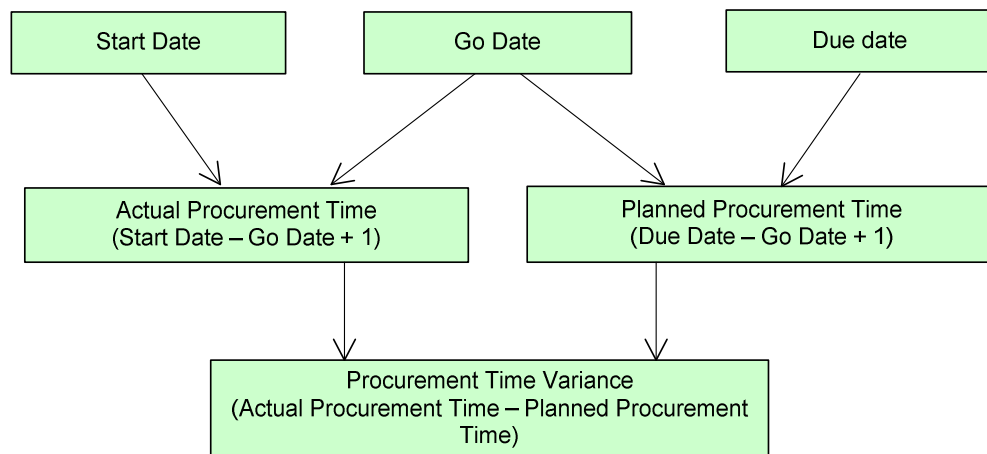 Start Date
Go Date
Due date
Actual Procurement Time
(Start Date – Go Date + 1)
Planned Procurement Time
(Due Date – Go Date + 1)
Procurement Time Variance
(Actual Procurement Time – Planned Procurement
Time)